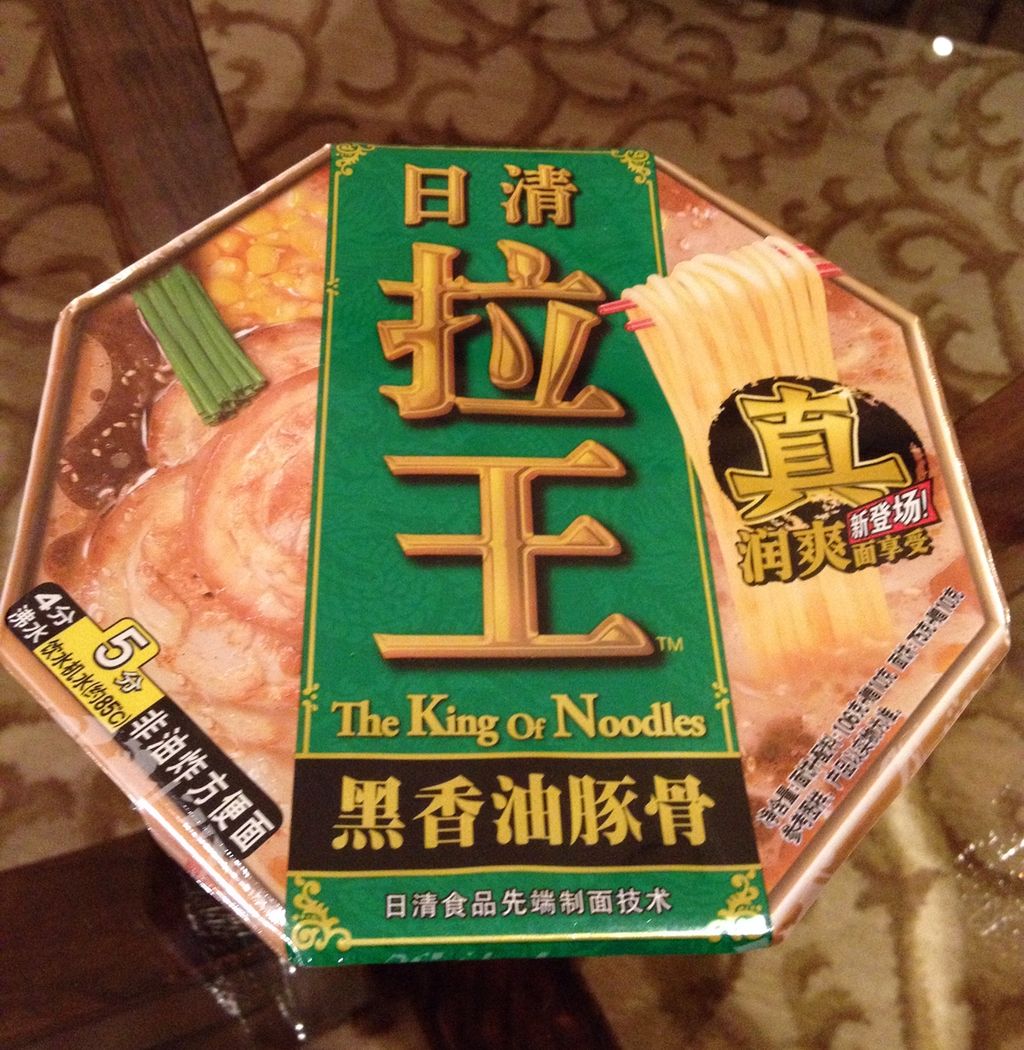 日清
拉王
TM
The King Of Noodles
黑香油豚骨
日清食品先端制面技术
真
新登场!
润爽面享受
4分
沸水
5分
饮水机水(约85℃)
非油炸方便面